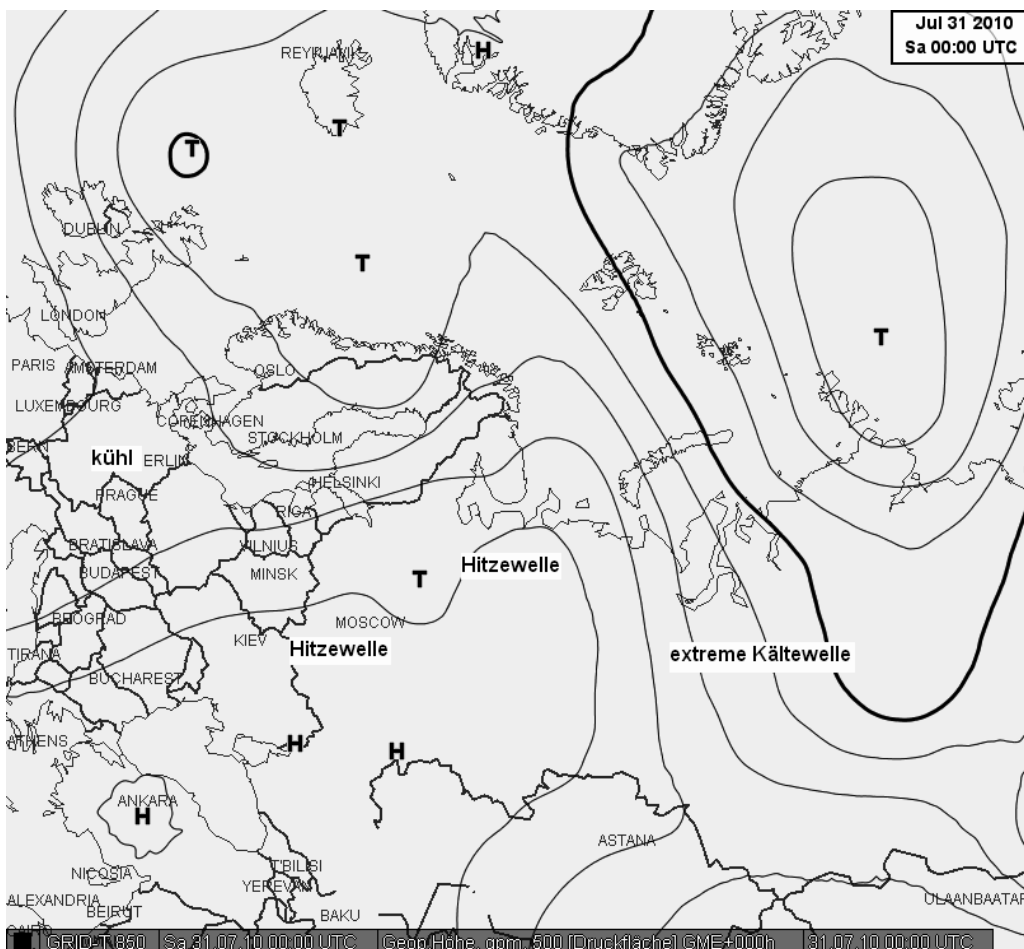 Jul 31 2010
Sa 00:00 UTC
H
REYKJAVIK
T
T
DUBLIN
T
LONDON
T
PARIS
AMSTERDAM
OSLO
LUXEMBOURG
COPENHAGEN
STOCKHOLM
BERN
kühl
BERLIN
HELSINKI
PRAGUE
RIGA
BRATISLAVA
VILNIUS
Hitzewelle
BUDAPEST
MINSK
T
BEOGRAD
MOSCOW
KIEV
Hitzewelle
TIRANA
extreme Kältewelle
BUCHAREST
ATHENS
H
H
ANKARA
H
ASTANA
T'BILISI
NICOSIA
YEREVAN
ALEXANDRIA
ULAANBAATAR
BEIRUT
BAKU
CAIRO
GRID-T 850 Sa 31.07.10 00:00 UTC Geop.Höhe, gpm, 500 [Druckfläche] GME+000h 31.07.10 00:00 UTC